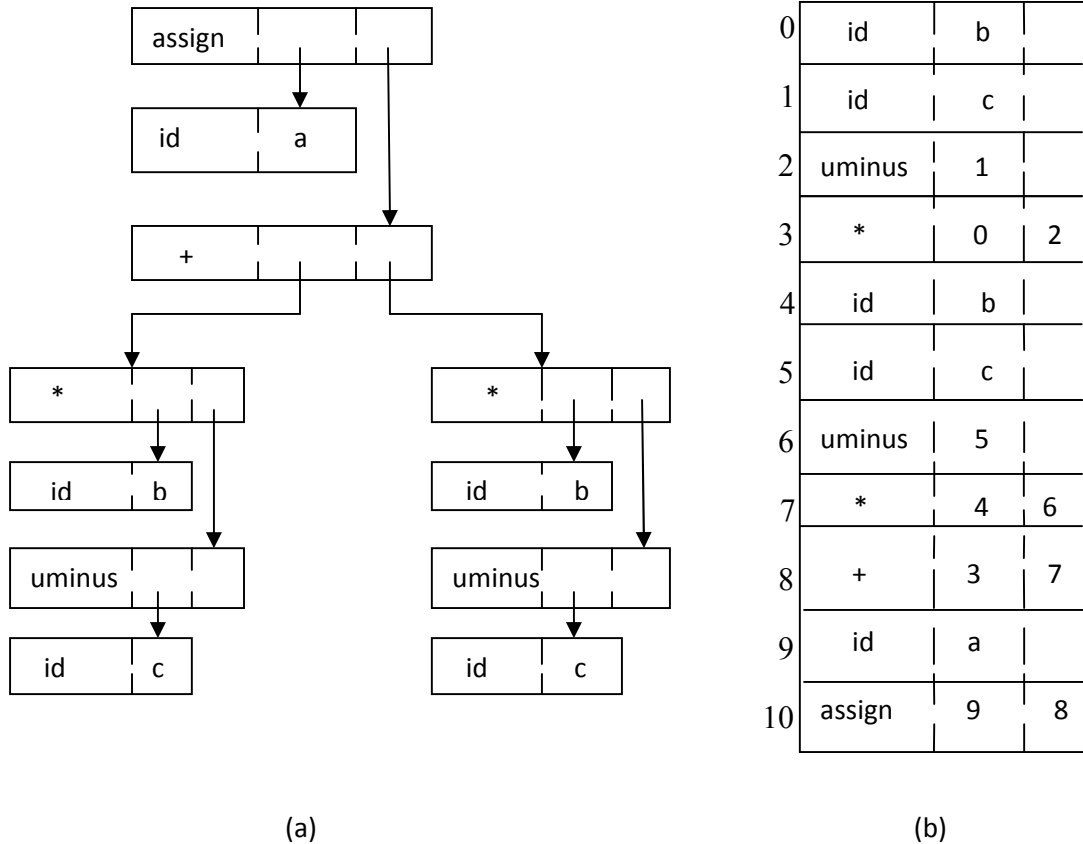 assign
id a
+
*
*
id b
id b
uminus
uminus
id c
id c
(a)
0 id b
1 id c
2 uminus 1
3 * 0 2
4 id b
5 id c
6 uminus 5
7 * 4 6
8 + 3 7
9 id a
10 assign 9 8
(b)